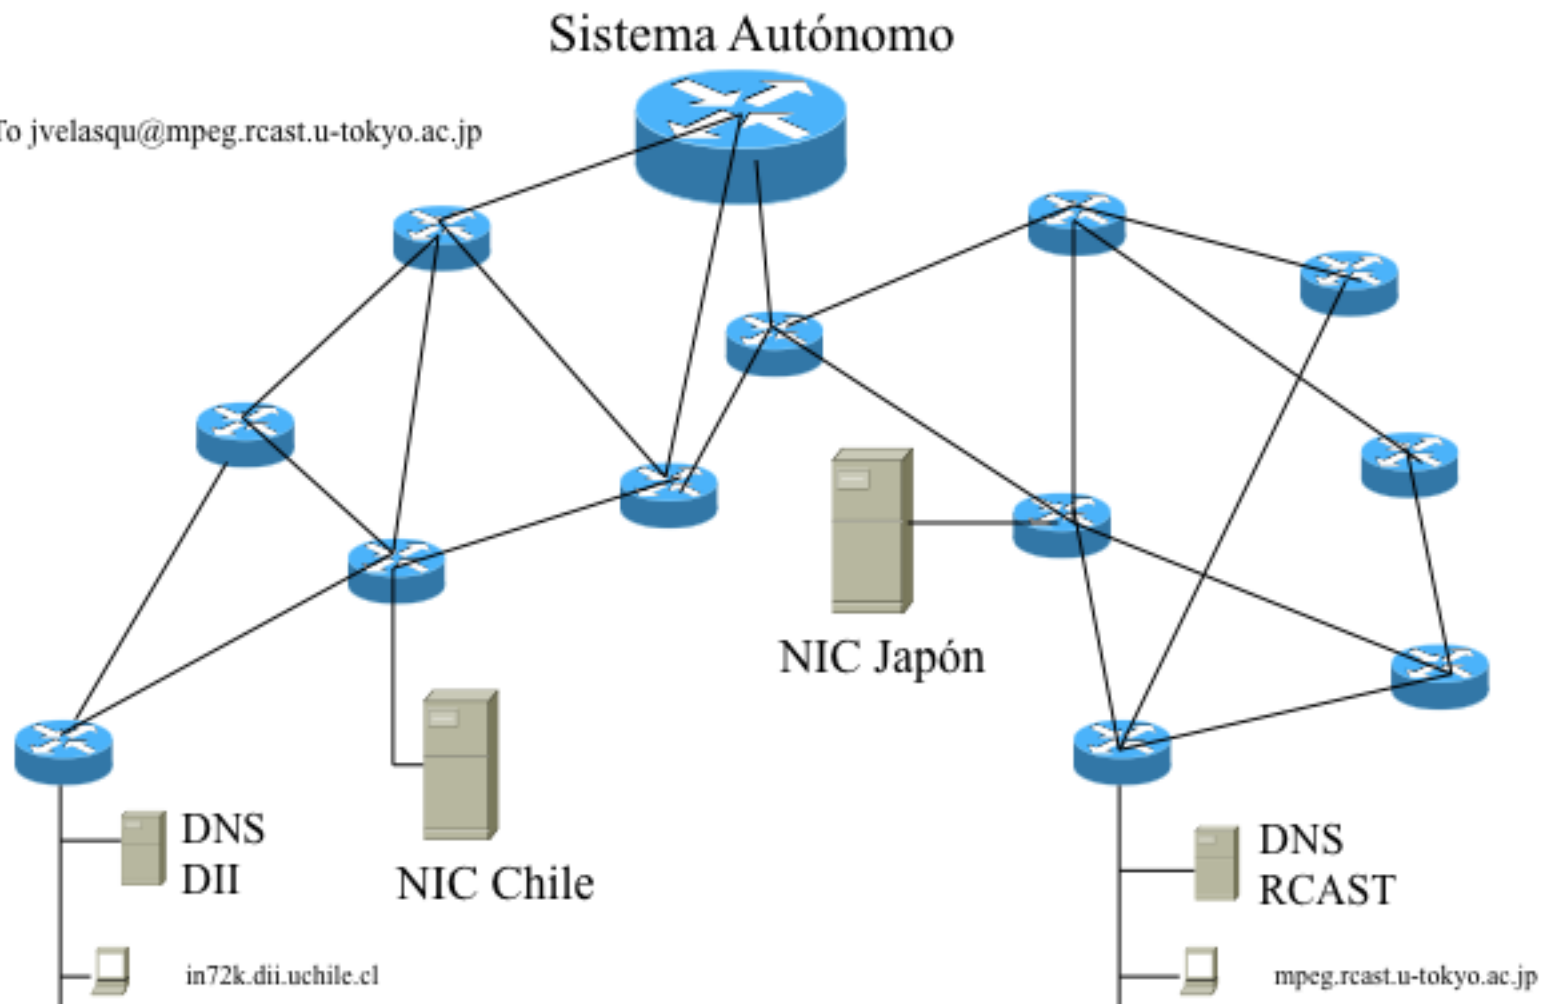 Sistema Autónomo
To jvelasqu@mpeg.rcast.u-tokyo.ac.jp
NIC Japón
DNS
DII
NIC Chile
DNS
RCAST
in72k.dii.uchile.cl
mpeg.rcast.u-tokyo.ac.jp